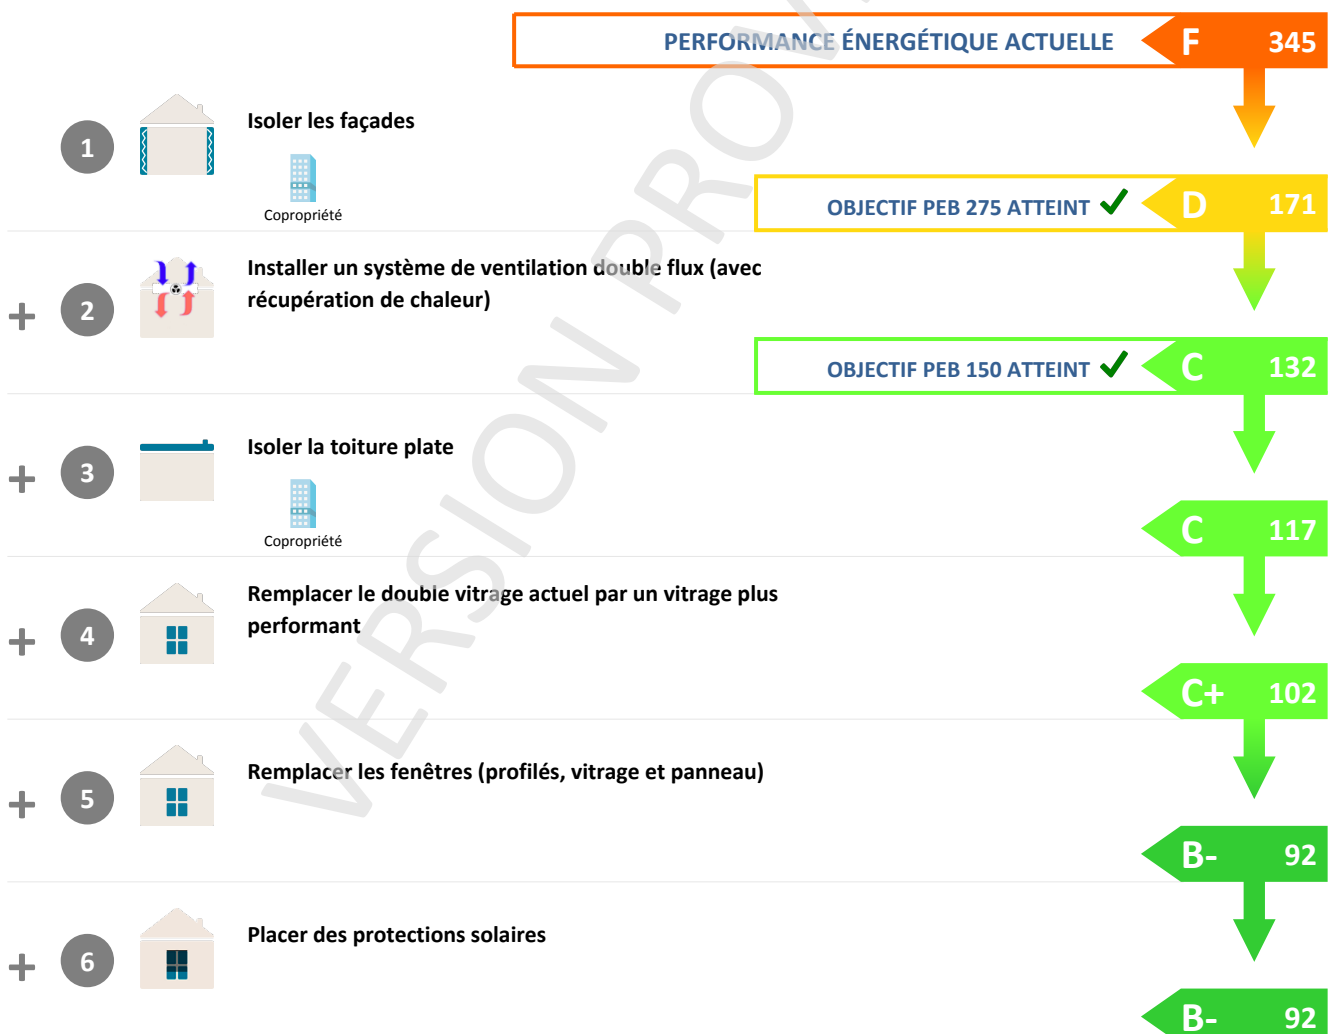 PERFORMANCE ÉNERGÉTIQUE ACTUELLE F 345
1 Isoler les façades
Copropriété
OBJECTIF PEB 275 ATTEINT D 171
+ 2 Installer un système de ventilation double flux (avec
récupération de chaleur)
OBJECTIF PEB 150 ATTEINT C 132
+ 3 Isoler la toiture plate
Copropriété
C 117
+ 4 Remplacer le double vitrage actuel par un vitrage plus
performant
C+ 102
+ 5 Remplacer les fenêtres (profilés, vitrage et panneau)
B- 92
+ 6 Placer des protections solaires
B- 92
VERSION